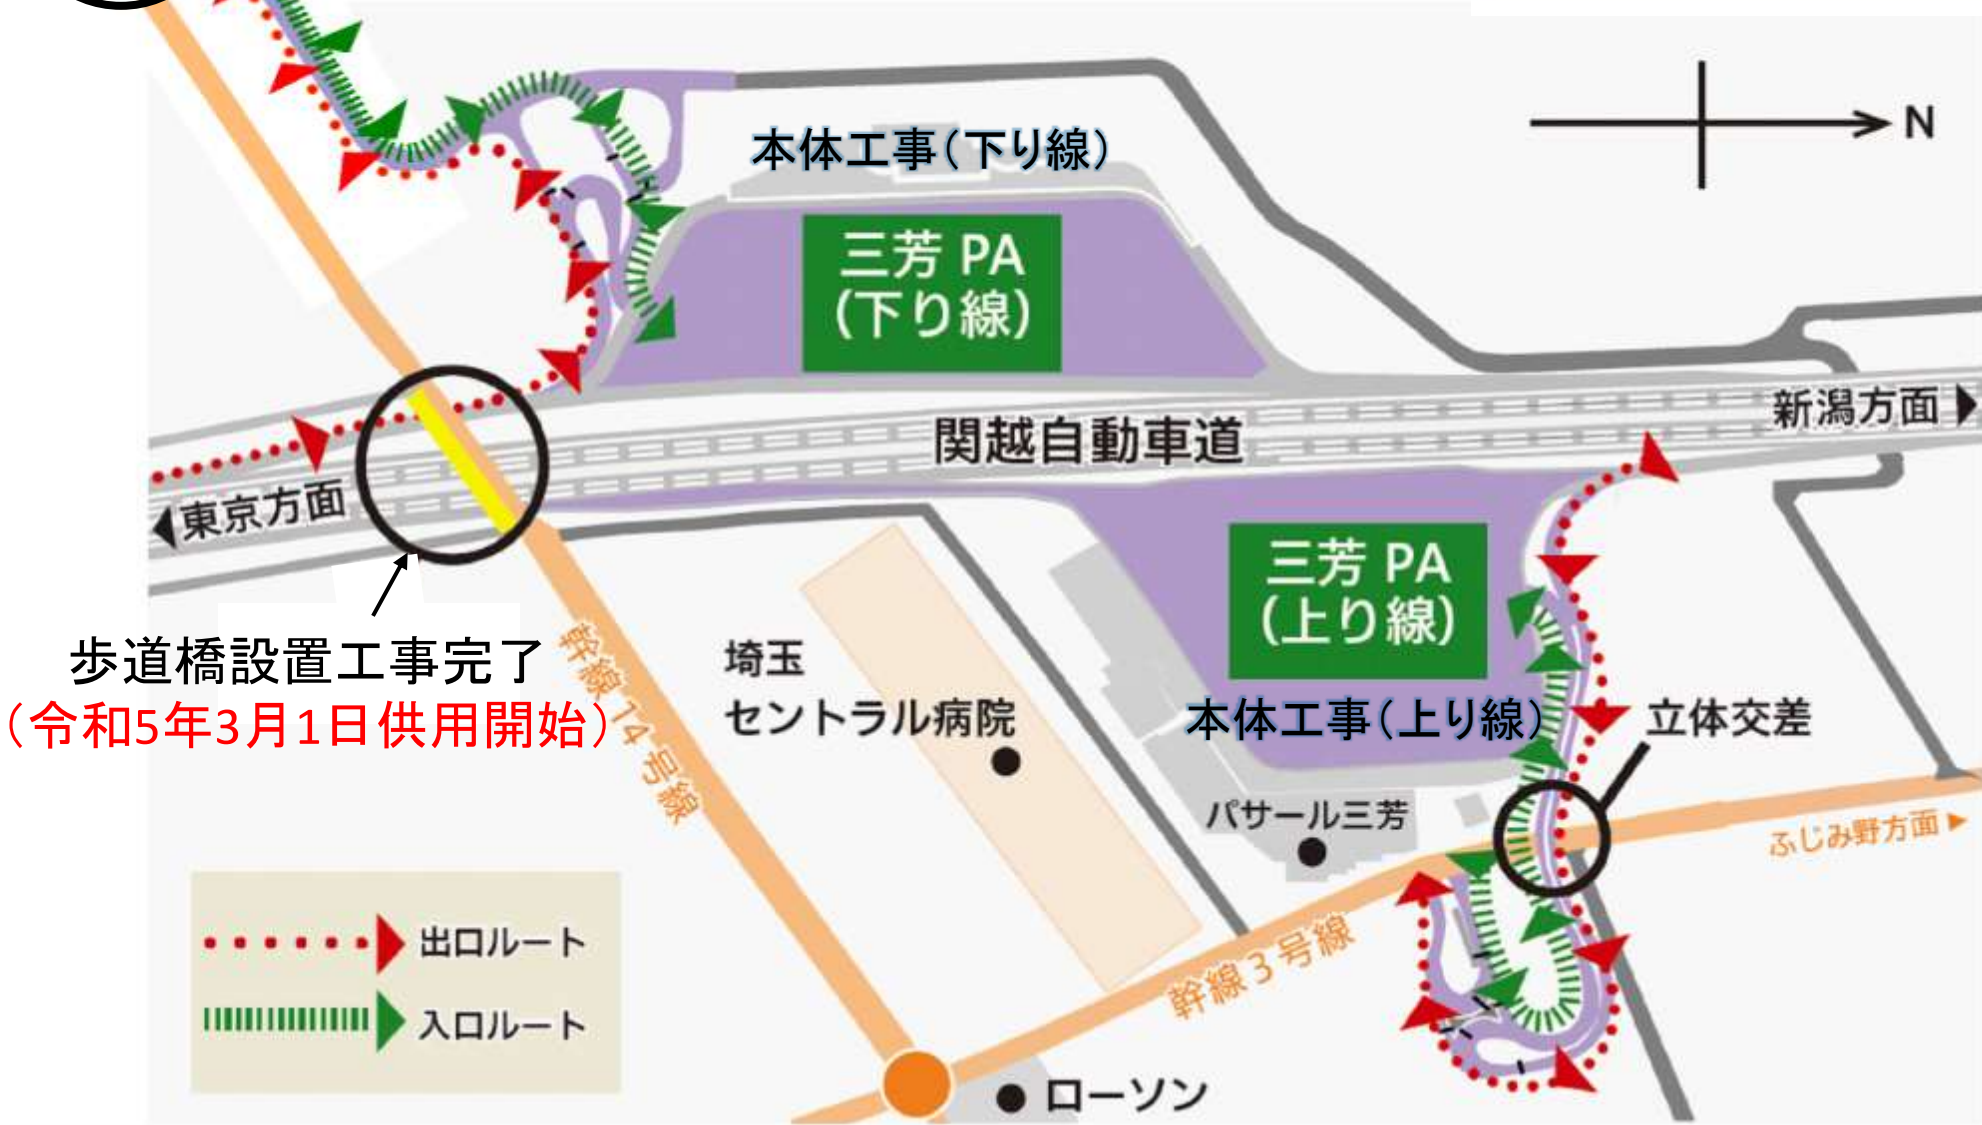 N
本体工事(下り線)
三芳 PA
(下り線)
関越自動車道
新潟方面
東京方面
三芳 PA
(上り線)
本体工事(上り線)
歩道橋設置工事完了
(令和5年3月1日供用開始)
幹線14号線
埼玉
セントラル病院
立体交差
パサール三芳
ふじみ野方面
幹線3号線
出口ルート
入口ルート
ローソン